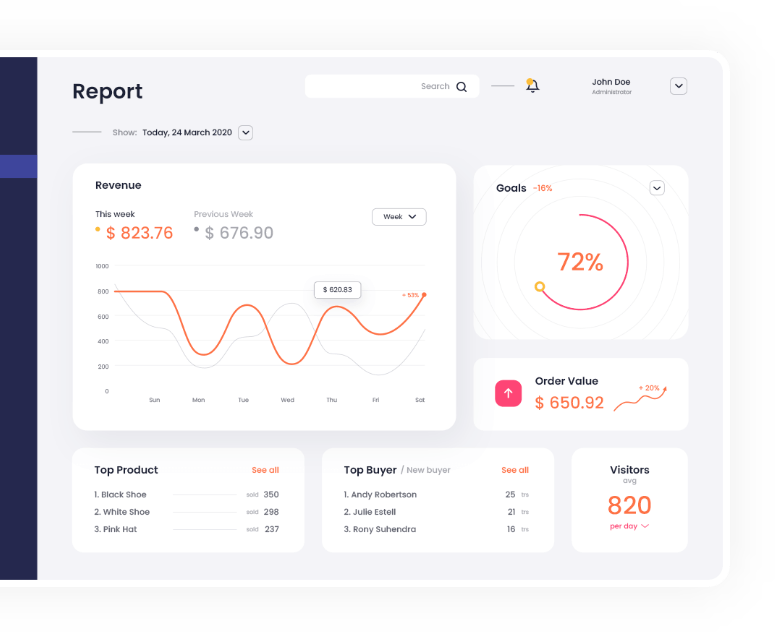 Report
Search
John Doe
Administrator
Show: Today, 24 March 2020
Revenue
This week
$ 823.76
Previous Week
$ 676.90
Week
1000
800
600
400
200
0
$ 620.83
+ 53%
Sun Mon Tue Wed Thu Fri Sat
Goals -16%
72%
Order Value
$ 650.92
+ 20%
Top Product See all
1. Black Shoe sold 350
2. White Shoe sold 298
3. Pink Hat sold 237
Top Buyer / New buyer See all
1. Andy Robertson 25 trs
2. Julie Estell 21 trs
3. Rony Suhendra 16 trs
Visitors
avg
820
per day